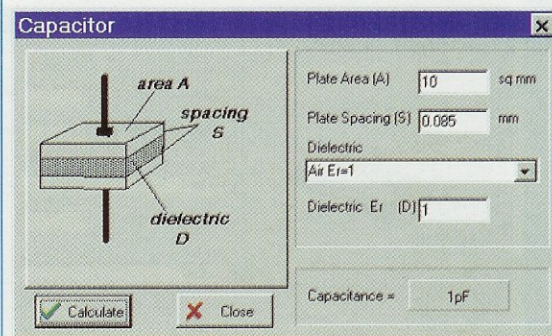 Capacitor
area A
spacing
S
dielectric
D
Plate Area (A) 10 sq mm
Plate Spacing (S) 0.085 mm
Dielectric
Air Er=1
Dielectric Er (D) 1
Capacitance = 1pF
Calculate
Close